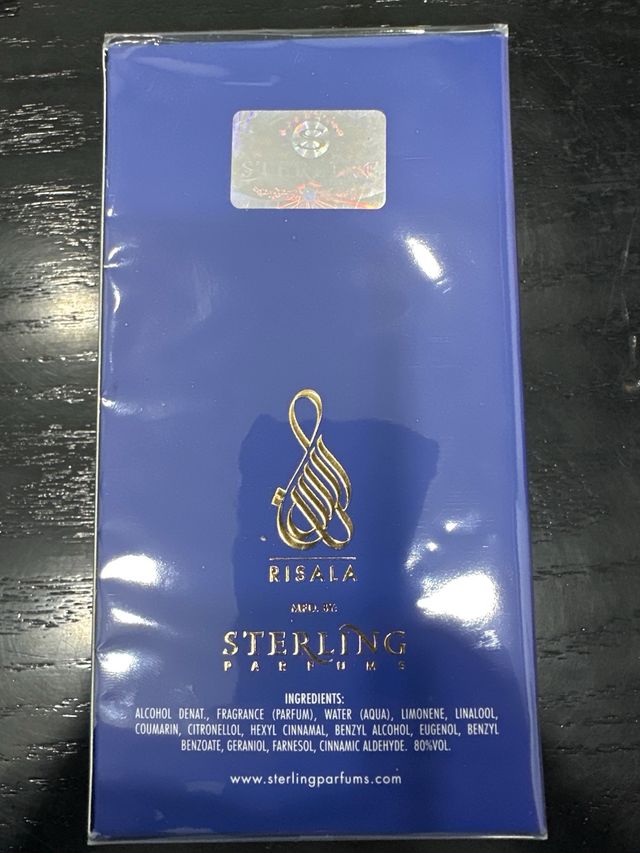 STERLING
RISALA
MFD. BY:
STERLING
PARFUMS
INGREDIENTS:
ALCOHOL DENAT., FRAGRANCE (PARFUM), WATER (AQUA), LIMONENE, LINALOOL,
COUMARIN, CITRONELLOL, HEXYL CINNAMAL, BENZYL ALCOHOL, EUGENOL, BENZYL
BENZOATE, GERANIOL, FARNESOL, CINNAMIC ALDEHYDE. 80%VOL.
www.sterlingparfums.com